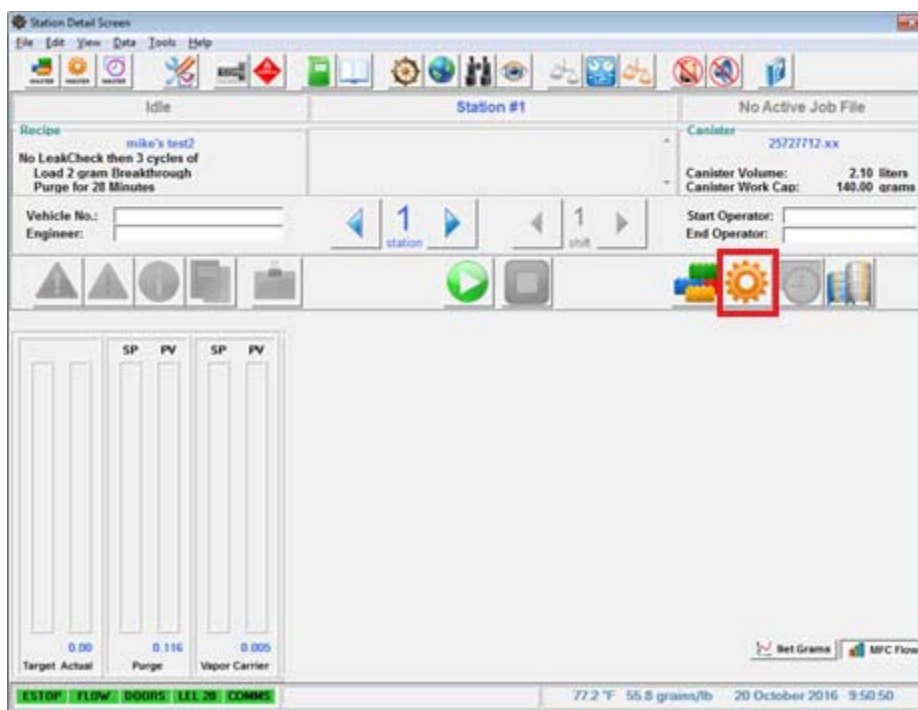 Station Detail Screen
File Edit View Data Tools Help
MASTER MASTER MASTER
Idle Station #1 No Active Job File
Recipe
mike's test2
No LeakCheck then 3 cycles of
Load 2 gram Breakthrough
Purge for 28 Minutes
Canister
25727712.xx
Canister Volume: 2.10 liters
Canister Work Cap: 140.00 grams
Vehicle No.:
Engineer:
1
station
1
shift
Start Operator:
End Operator:
SP PV SP PV
0.00 0.116 0.005
Target Actual Purge Vapor Carrier
Net Grams MFC Flow
ESTOP FLOW DOORS LEL 20 COMMS
77.2 °F 55.8 grains/lb 20 October 2016 9:50:50